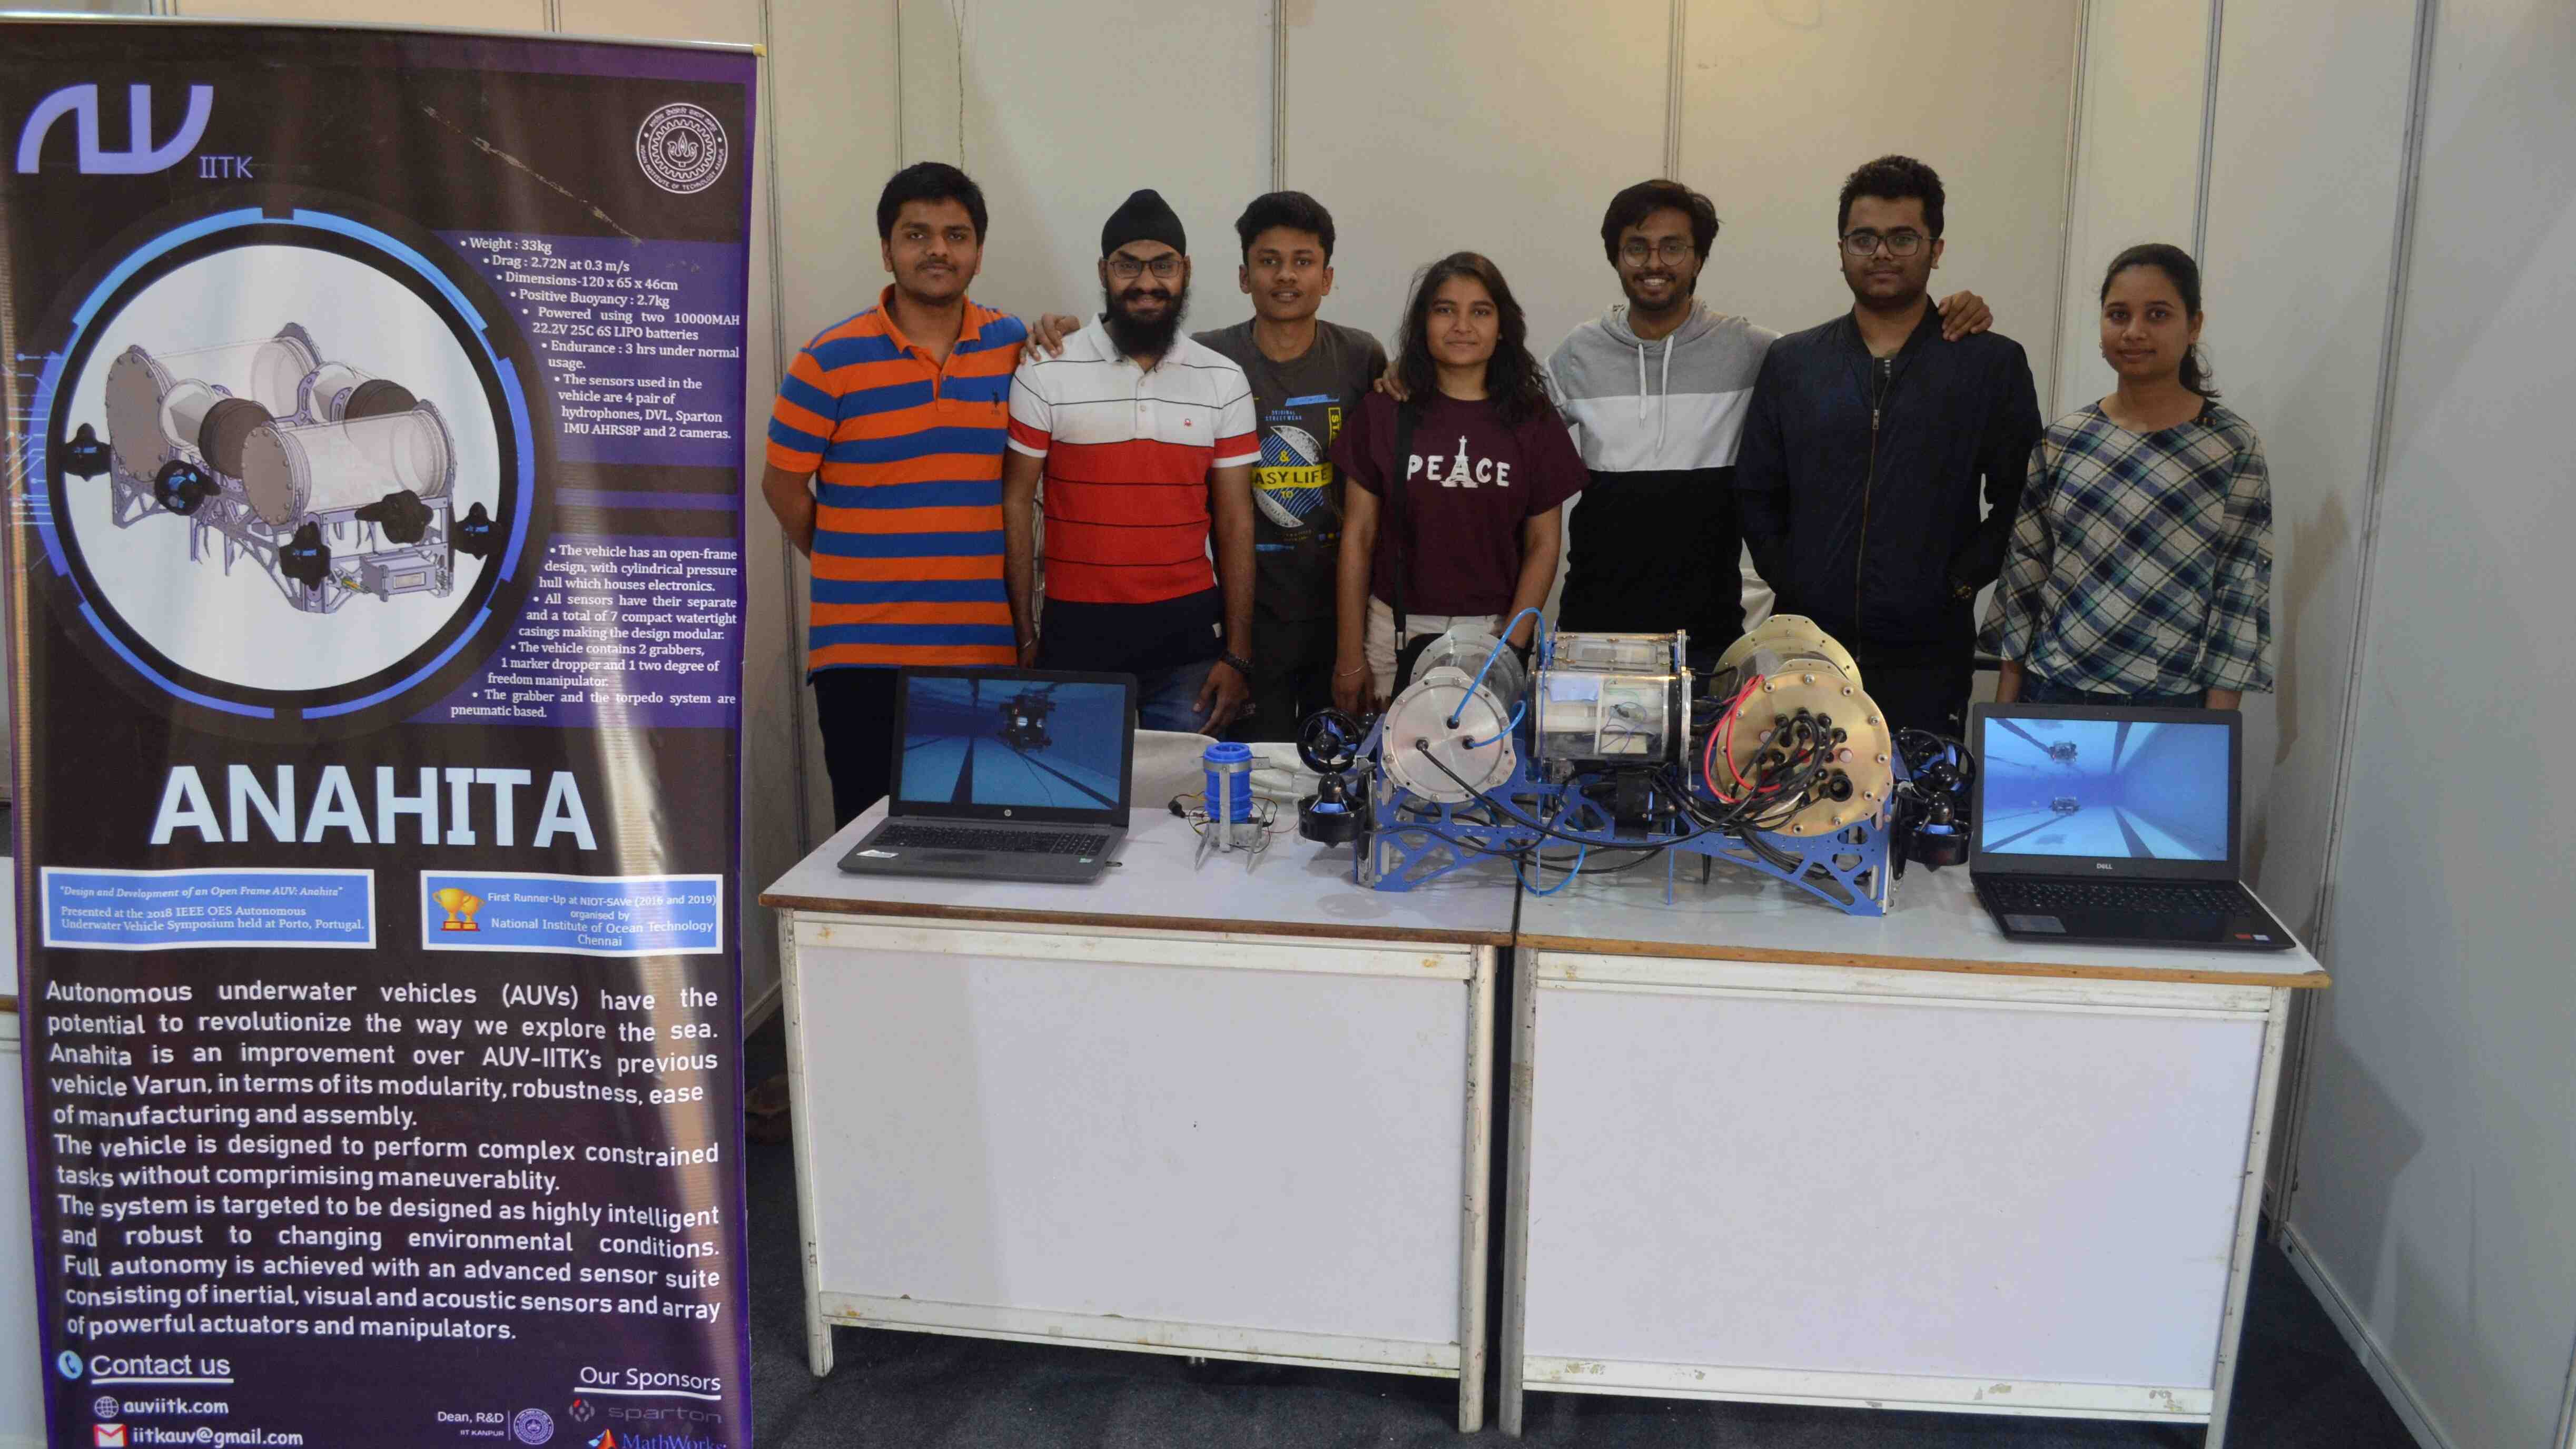 AUV
IITK
• Weight : 33kg
• Drag : 2.72N at 0.3 m/s
• Dimensions-120 x 65 x 46cm
• Positive Buoyancy : 2.7kg
• Powered using two 10000MAH
22.2V 25C 6S LIPO batteries
• Endurance : 3 hrs under normal
usage.
• The sensors used in the
vehicle are 4 pair of
hydrophones, DVL, Sparton
IMU AHRS8P and 2 cameras.
• The vehicle has an open-frame
design, with cylindrical pressure
hull which houses electronics.
• All sensors have their separate
and a total of 7 compact watertight
casings making the design modular.
• The vehicle contains 2 grabbers,
1 marker dropper and 1 two degree of
freedom manipulator.
• The grabber and the torpedo system are
pneumatic based.
ANAHITA
"Design and Development of an Open Frame AUV: Anahita"
Presented at the 2018 IEEE OES Autonomous
Underwater Vehicle Symposium held at Porto, Portugal.
First Runner-Up at NIOT-SAVe (2016 and 2019)
organised by
National Institute of Ocean Technology
Chennai
Autonomous underwater vehicles (AUVs) have the
potential to revolutionize the way we explore the sea.
Anahita is an improvement over AUV-IITK's previous
vehicle Varun, in terms of its modularity, robustness, ease
of manufacturing and assembly.
The vehicle is designed to perform complex constrained
tasks without comprimising maneuverablity.
The system is targeted to be designed as highly intelligent
and robust to changing environmental conditions.
Full autonomy is achieved with an advanced sensor suite
consisting of inertial, visual and acoustic sensors and array
of powerful actuators and manipulators.
Contact us
auviitk.com
iitkauv@gmail.com
Our Sponsors
Dean, R&D
IIT KANPUR
sparton
MathWorks
ORIGINAL
STREETWEAR
&
ASY LIFE
10
PEACE
hp
DELL